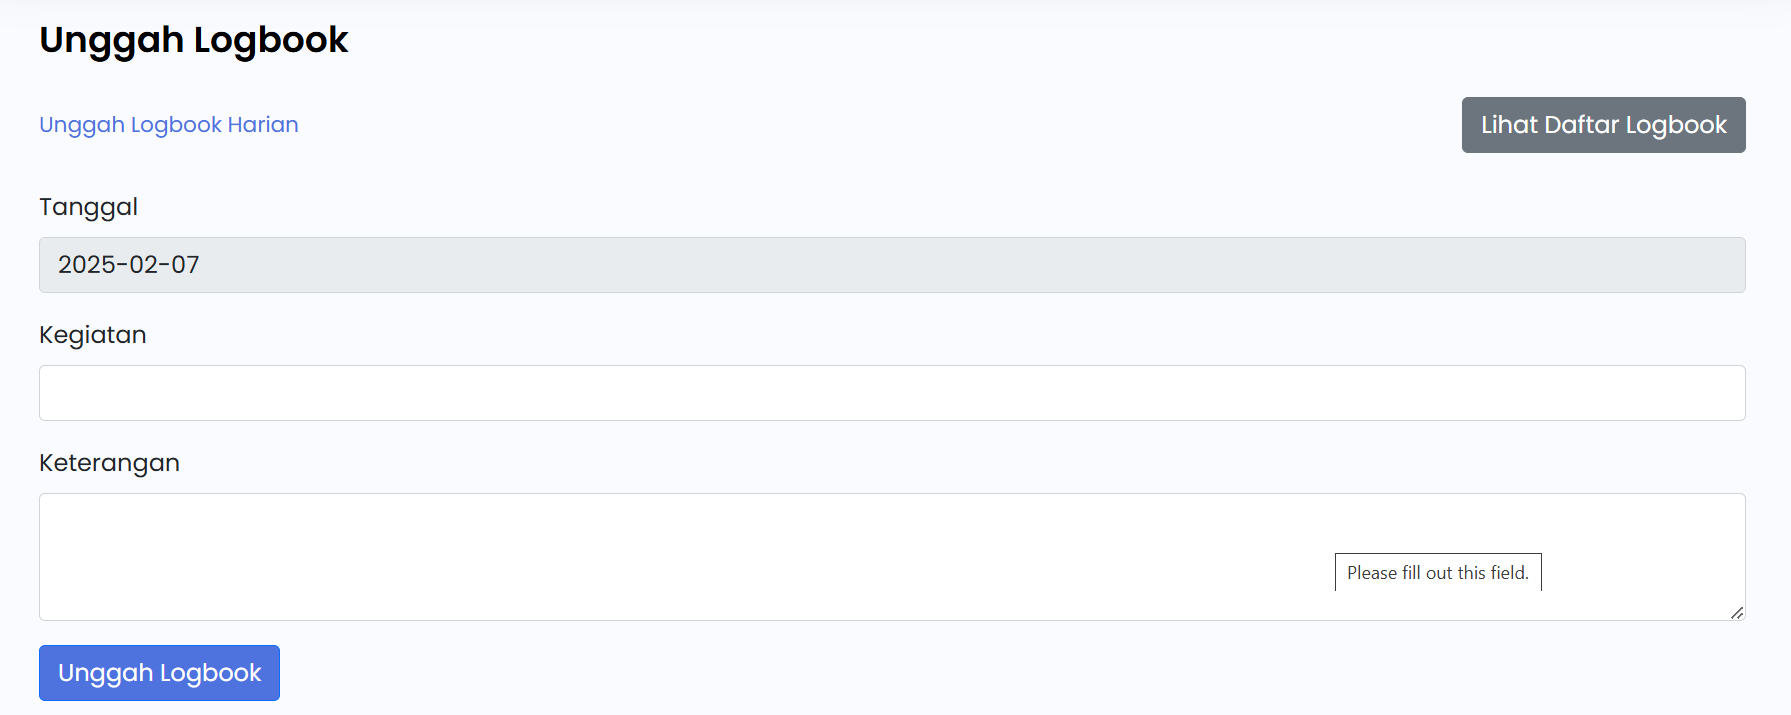 Unggah Logbook
Unggah Logbook Harian
Lihat Daftar Logbook
Tanggal
2025-02-07
Kegiatan
Keterangan
Please fill out this field.
Unggah Logbook